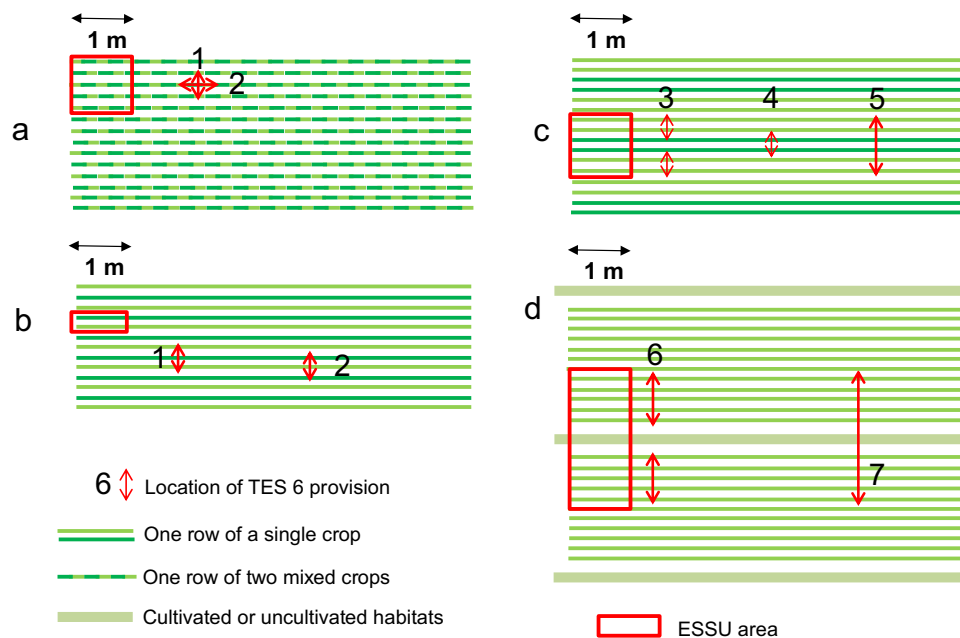 1 m
1
2
a
1 m
3 4 5
c
1 m
b
1
2
1 m
d
6
7
6 Location of TES 6 provision
One row of a single crop
One row of two mixed crops
Cultivated or uncultivated habitats
ESSU area